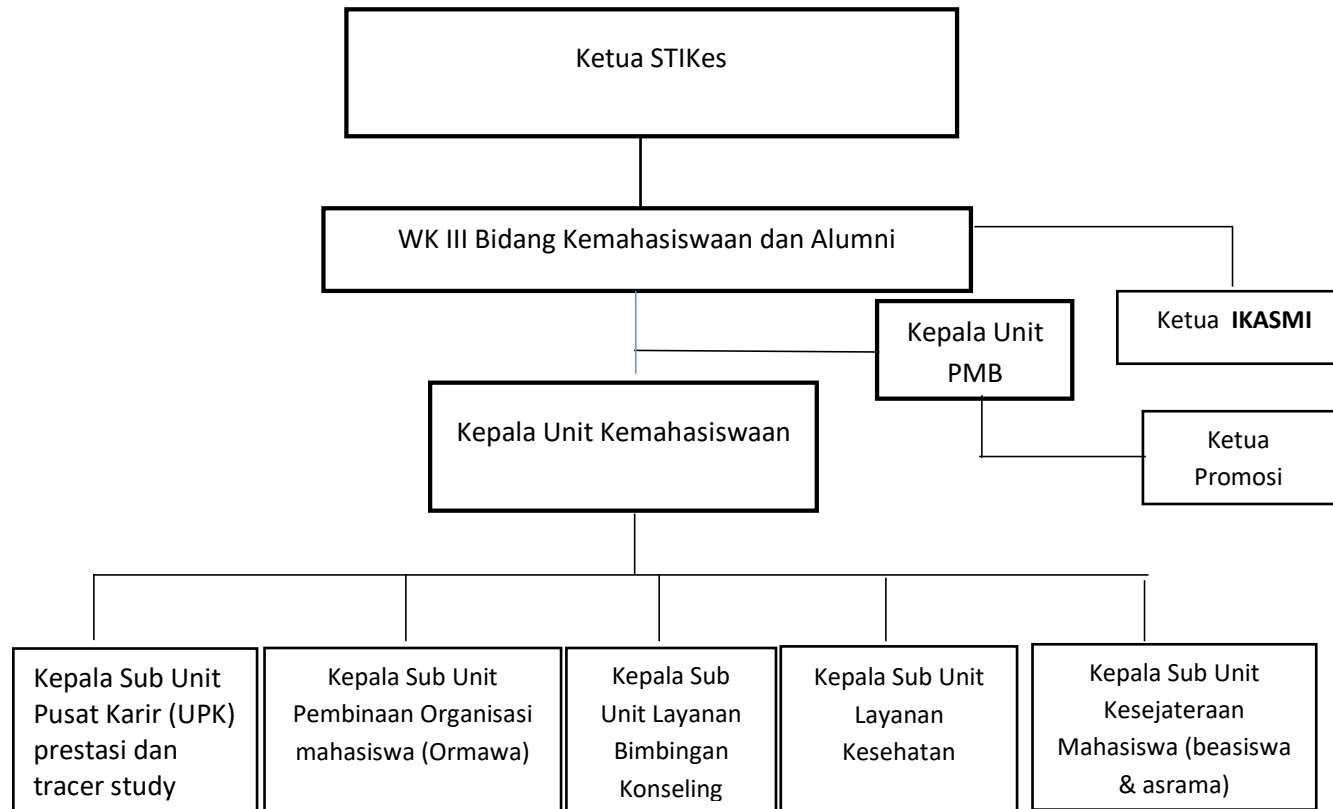 Ketua STIKes
WK III Bidang Kemahasiswaan dan Alumni
Ketua IKASMI
Kepala Unit
PMB
Kepala Unit Kemahasiswaan
Ketua
Promosi
Kepala Sub Unit
Pusat Karir (UPK)
prestasi dan
tracer study
Kepala Sub Unit
Pembinaan Organisasi
mahasiswa (Ormawa)
Kepala Sub
Unit Layanan
Bimbingan
Konseling
Kepala Sub Unit
Layanan
Kesehatan
Kepala Sub Unit
Kesejateraan
Mahasiswa (beasiswa
& asrama)